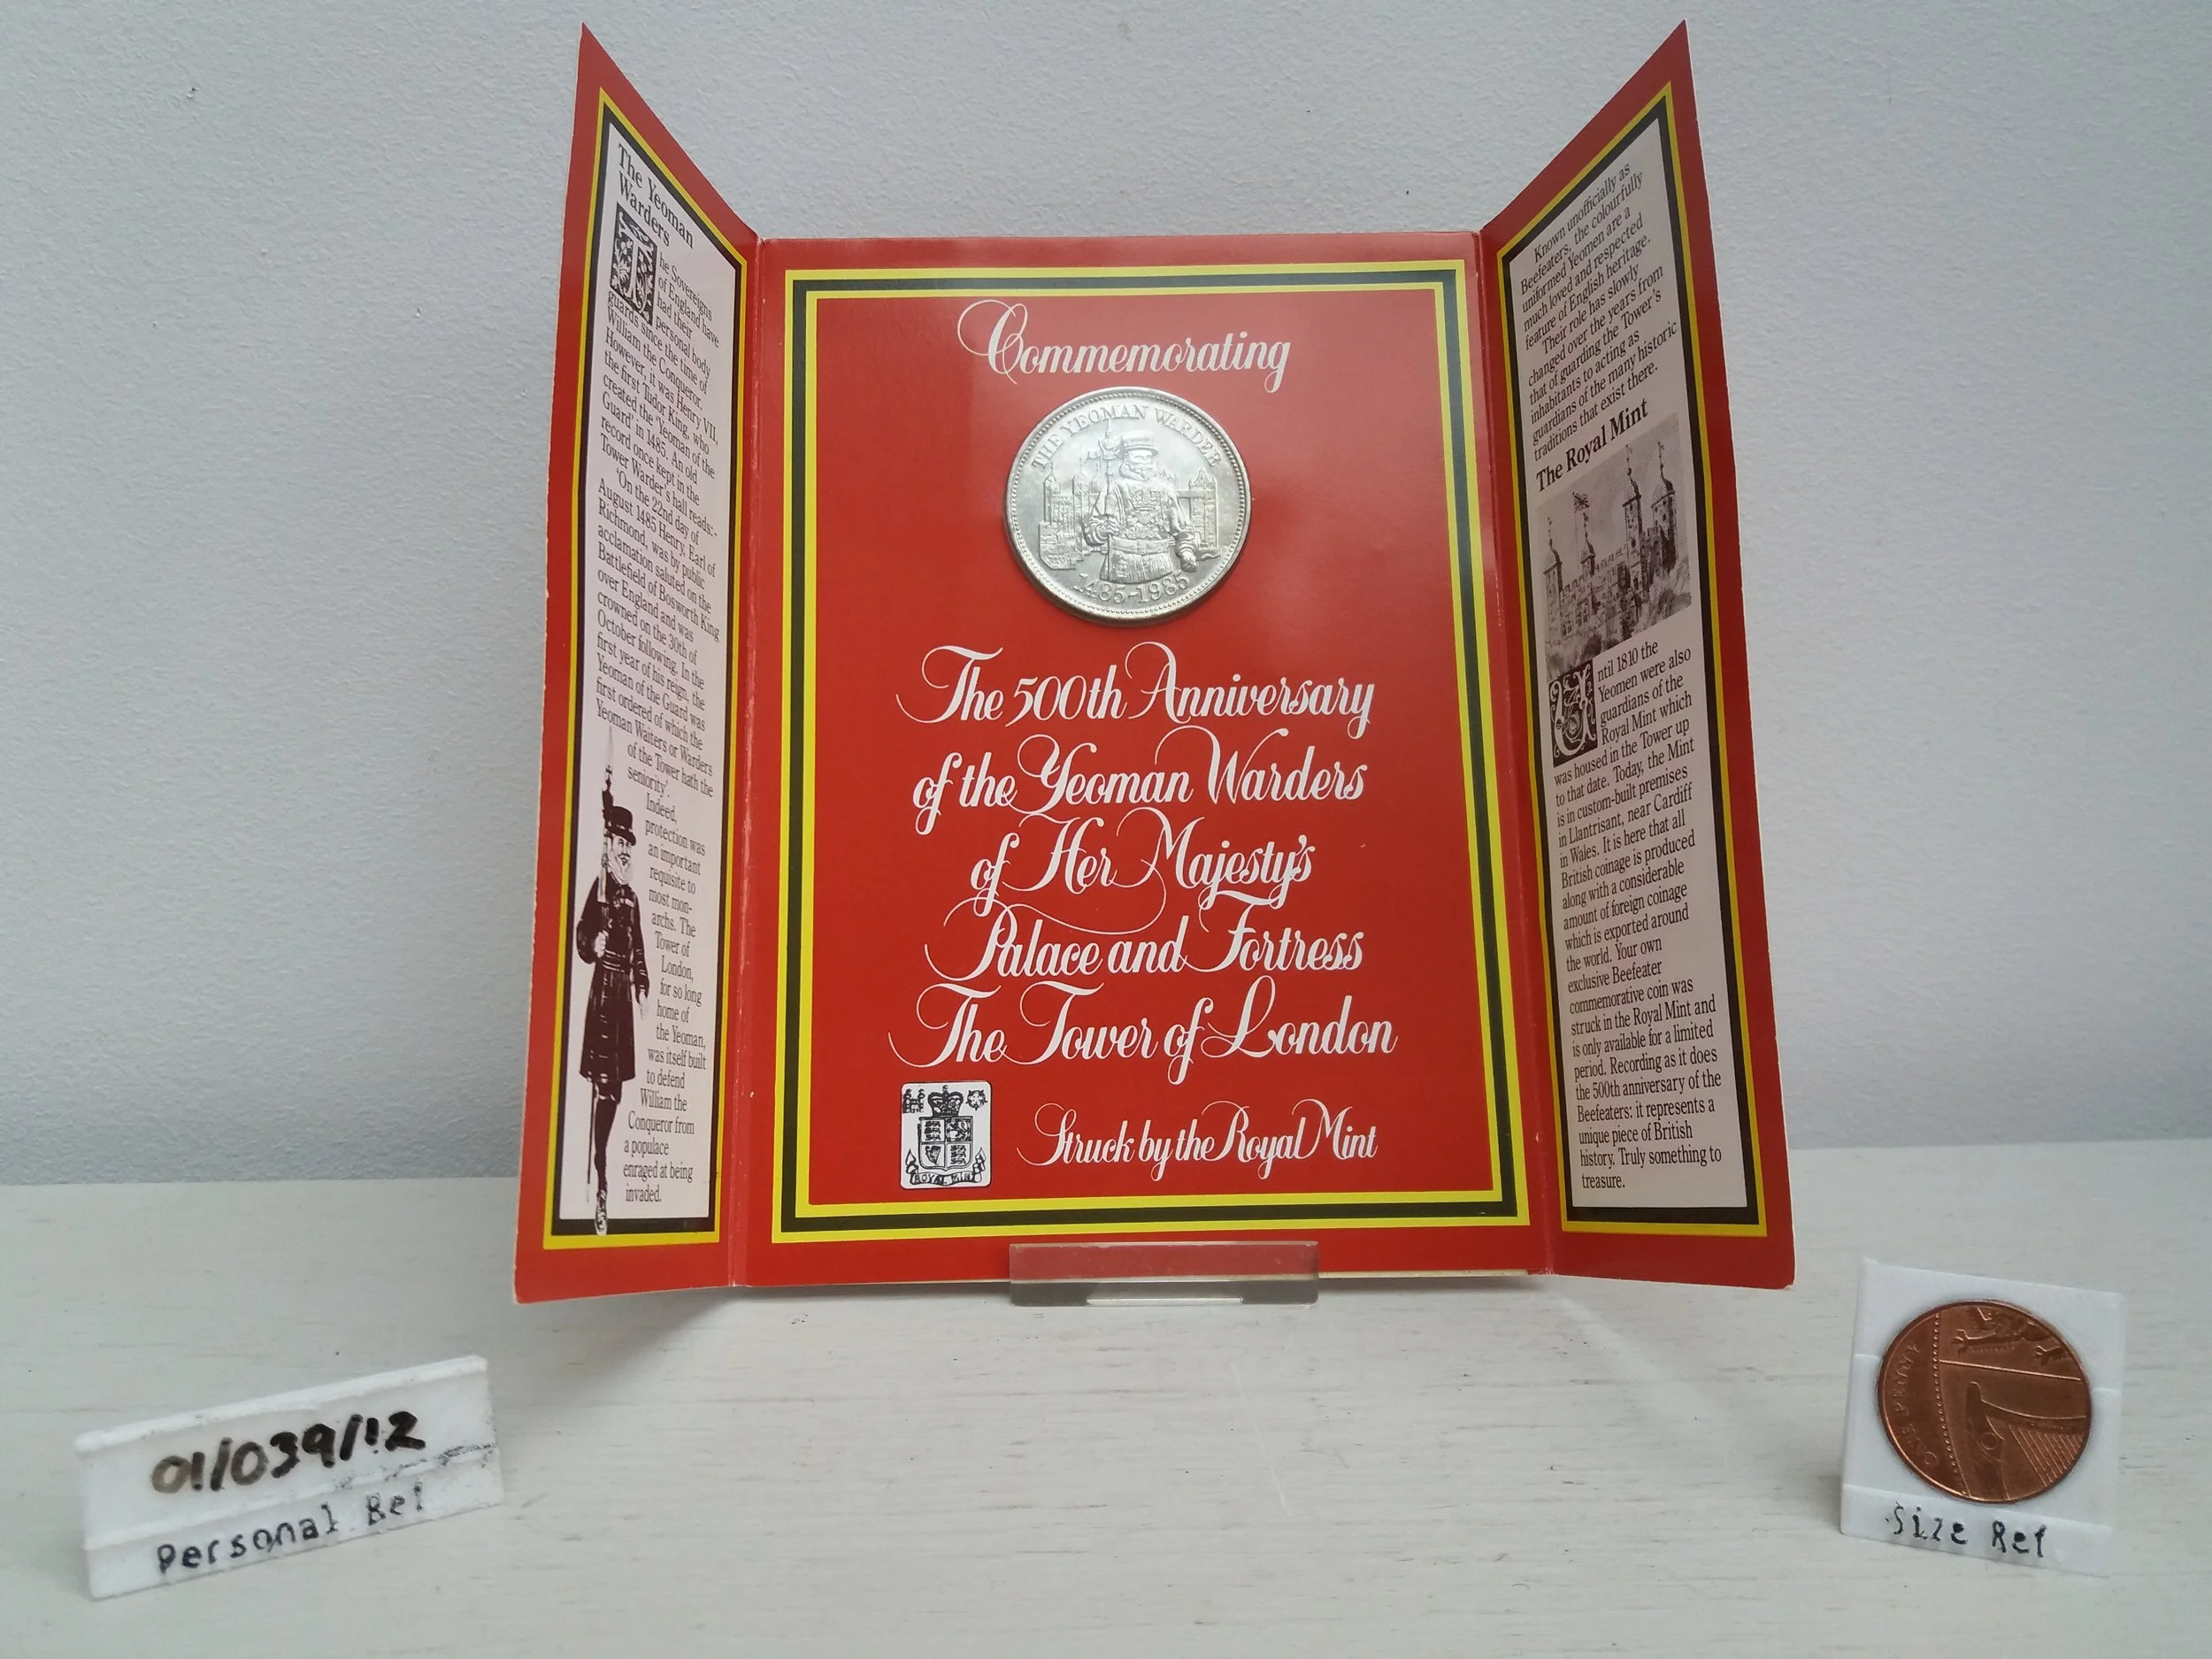 The Yeoman
Warders
The Sovereigns
of England have
had their
personal body
guards since the time of
William the Conqueror.
However, it was Henry VII,
the first Tudor King, who
created the 'Yeoman of the
Guard' in 1485. An old
record once kept in the
Tower Warder's hall reads:-
'On the 22nd day of
August 1485 Henry, Earl of
Richmond, was by public
acclamation saluted on the
Battlefield of Bosworth King
over England and was
crowned on the 30th of
October following. In the
first year of his reign, the
Yeoman of the Guard was
first ordered of which the
Yeoman Waiters or Warders
of the Tower hath the
seniority'.
Indeed,
protection was
an important
requisite to
most mon-
archs. The
Tower of
London,
for so long
home of
the Yeoman,
was itself built
to defend
William the
Conqueror from
a populace
enraged at being
invaded.
Commemorating
THE YEOMAN WARDER
1485-1985
The 500th Anniversary
of the Yeoman Warders
of Her Majesty's
Palace and Fortress
The Tower of London
ROYAL MINT
Struck by the Royal Mint
Known unofficially as
Beefeaters, the colourfully
uniformed Yeomen are a
much loved and respected
feature of English heritage.
Their role has slowly
changed over the years from
that of guarding the Tower's
inhabitants to acting as
guardians of the many historic
traditions that exist there.
The Royal Mint
Until 1810 the
Yeomen were also
guardians of the
Royal Mint which
was housed in the Tower up
to that date. Today, the Mint
is in custom-built premises
in Llantrisant, near Cardiff
in Wales. It is here that all
British coinage is produced
along with a considerable
amount of foreign coinage
which is exported around
the world. Your own
exclusive Beefeater
commemorative coin was
struck in the Royal Mint and
is only available for a limited
period. Recording as it does
the 500th anniversary of the
Beefeaters: it represents a
unique piece of British
history. Truly something to
treasure.
01/039/12
Personal Ref
ONE PENNY
Size Ref